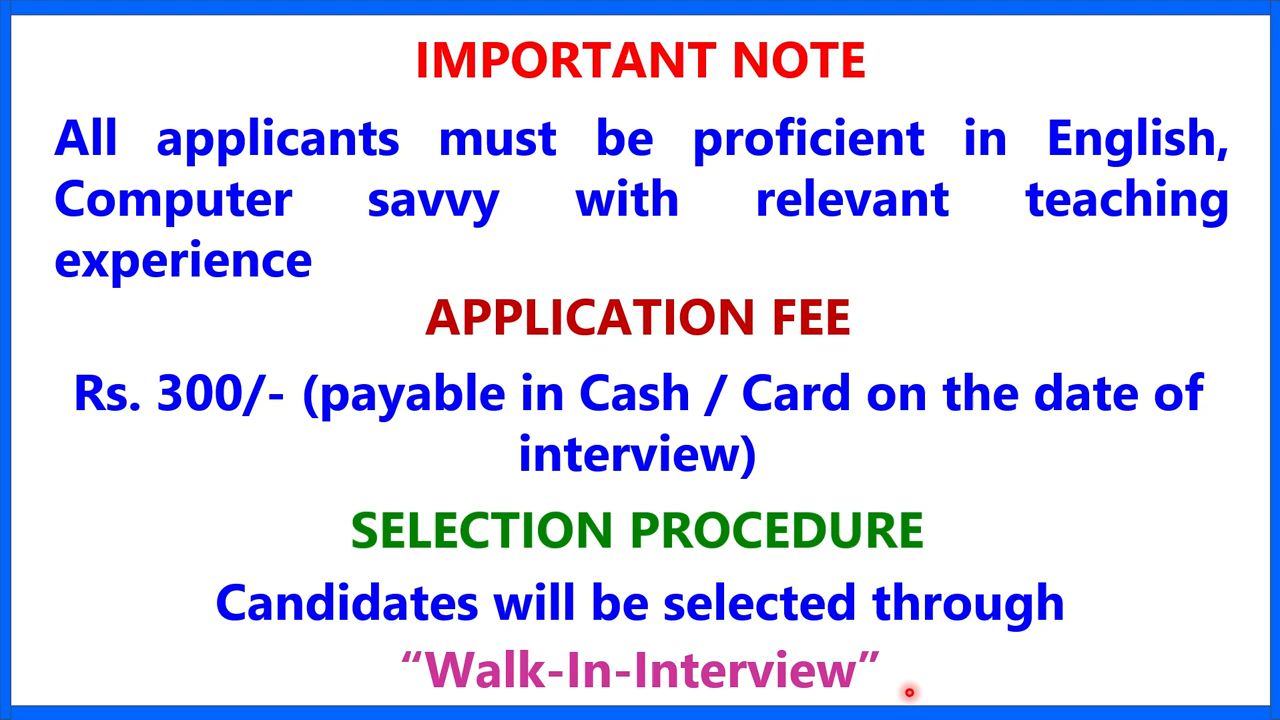 IMPORTANT NOTE
All applicants must be proficient in English,
Computer savvy with relevant teaching
experience
APPLICATION FEE
Rs. 300/- (payable in Cash / Card on the date of
interview)
SELECTION PROCEDURE
Candidates will be selected through
“Walk-In-Interview”